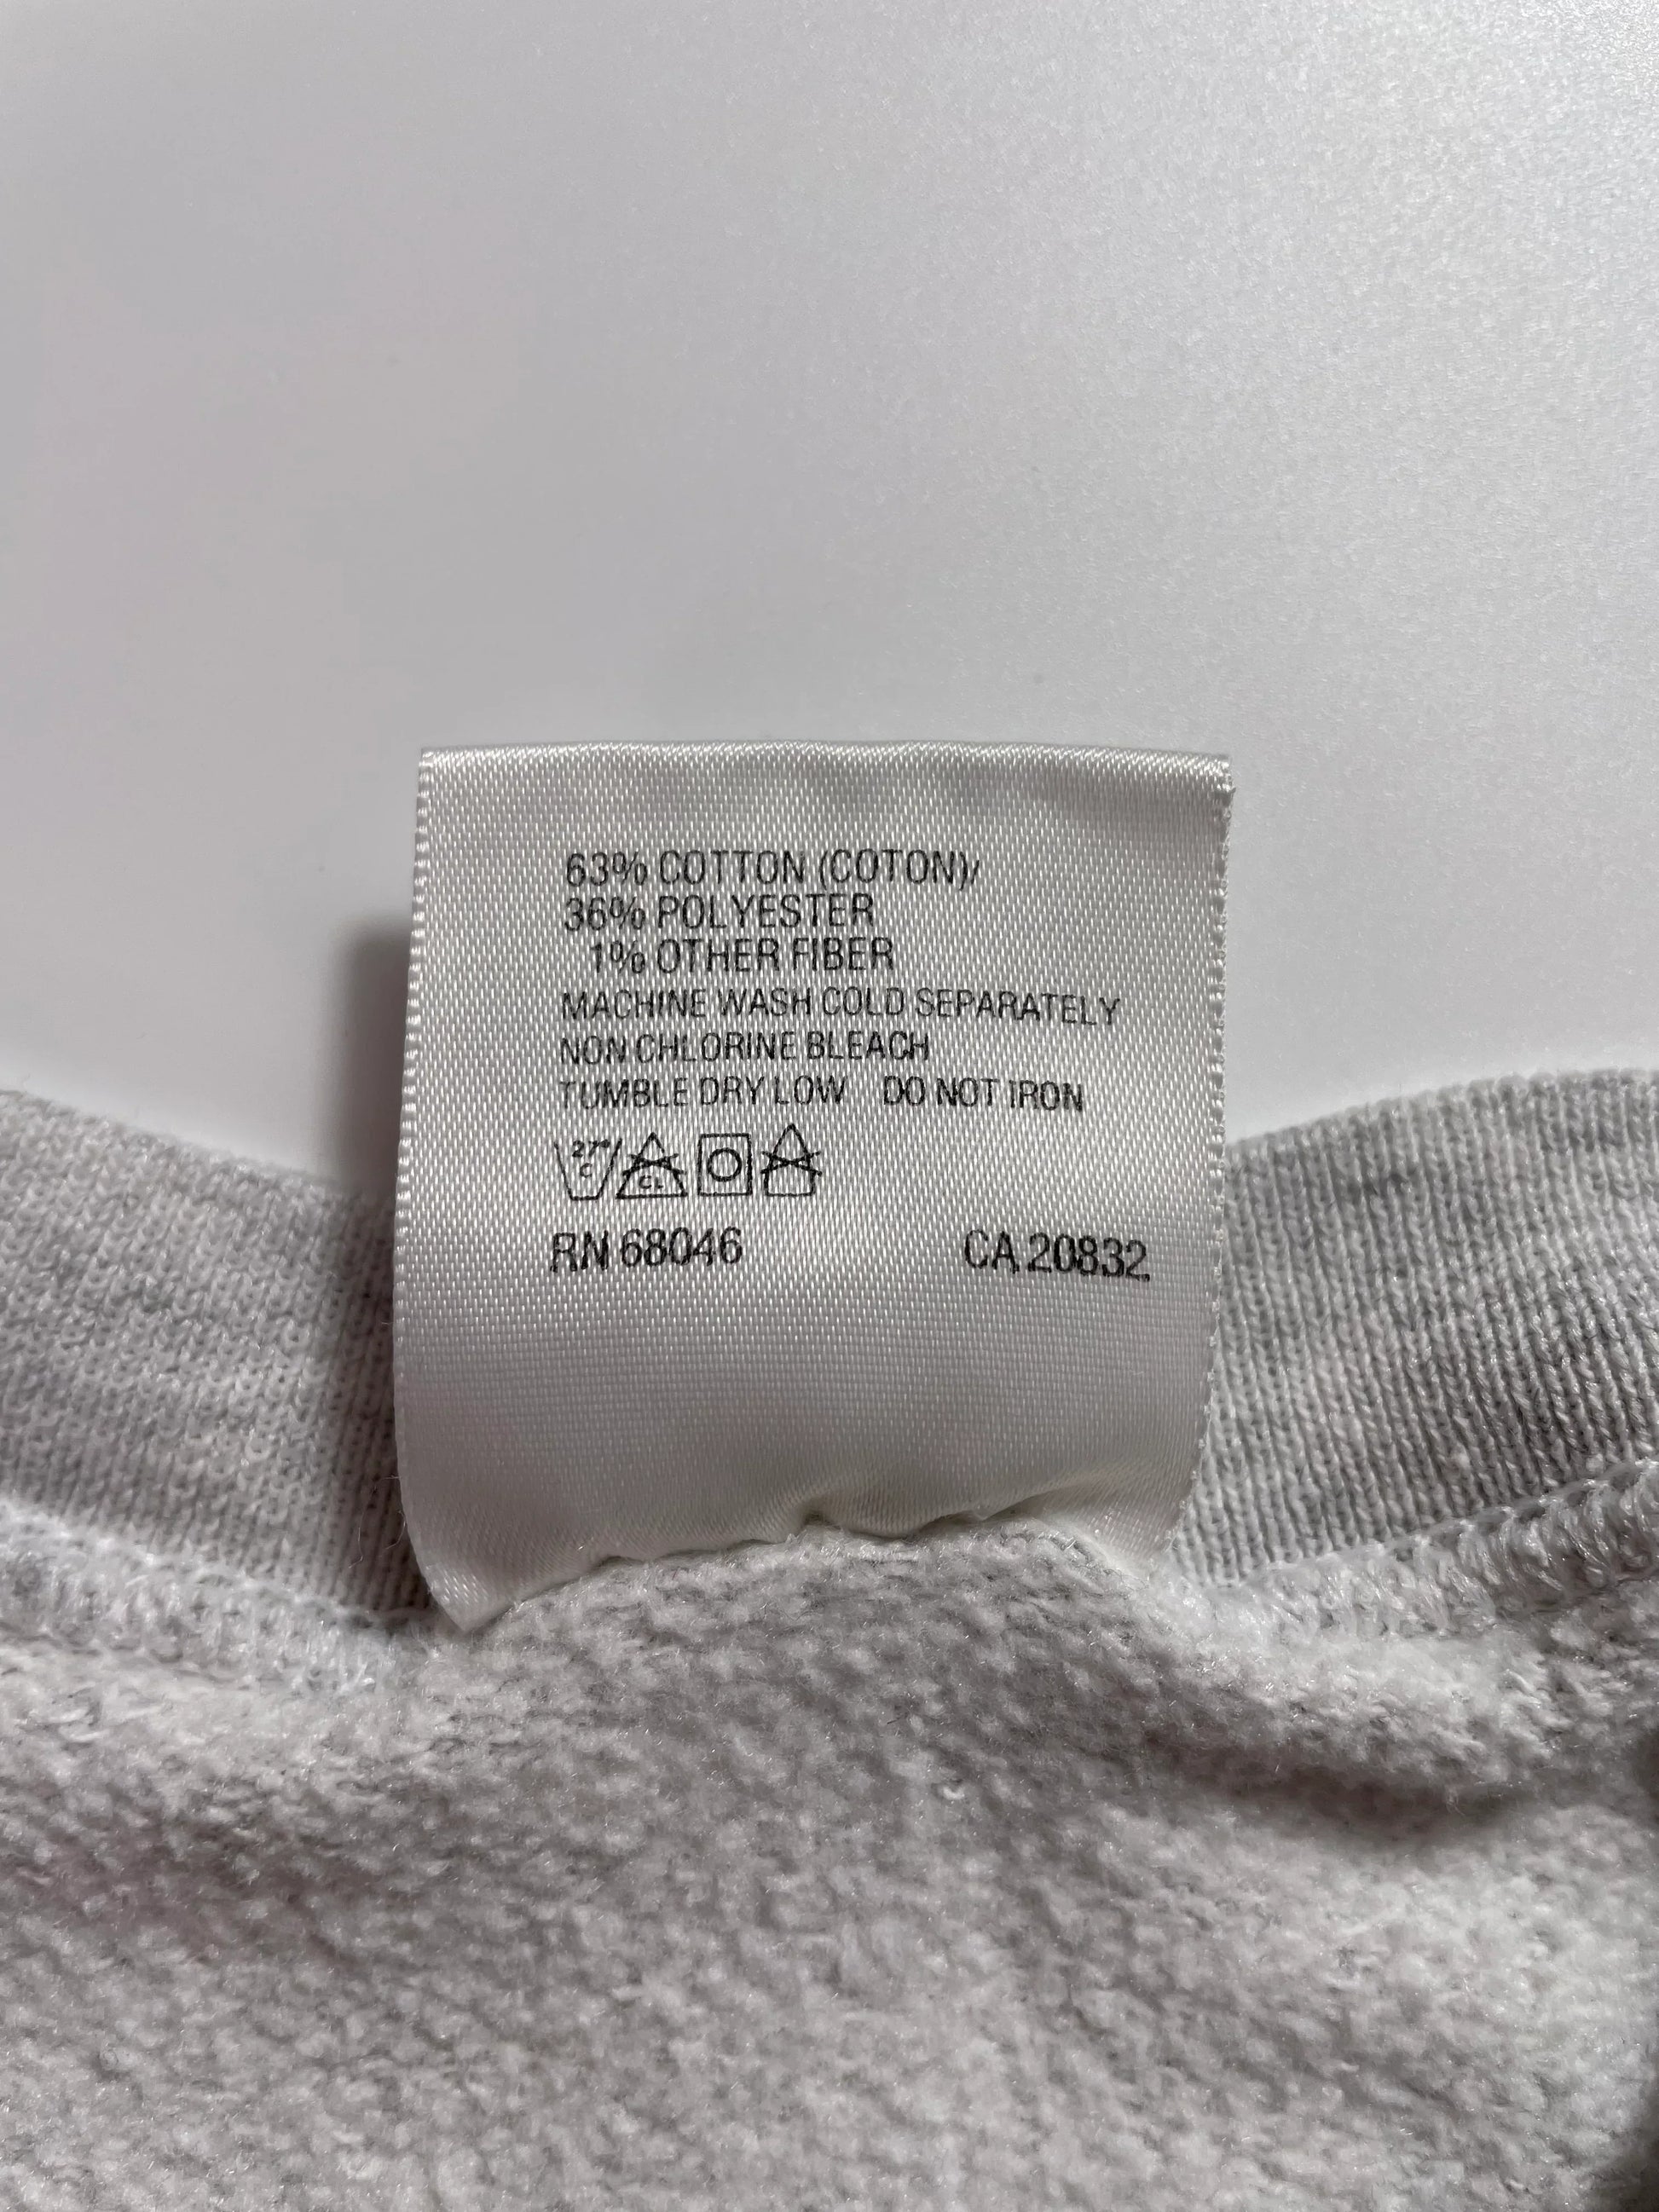 63% COTTON (COTON)/
36% POLYESTER
1% OTHER FIBER
MACHINE WASH COLD SEPARATELY
NON CHLORINE BLEACH
TUMBLE DRY LOW DO NOT IRON
27° C CL
RN 68046 CA 20832